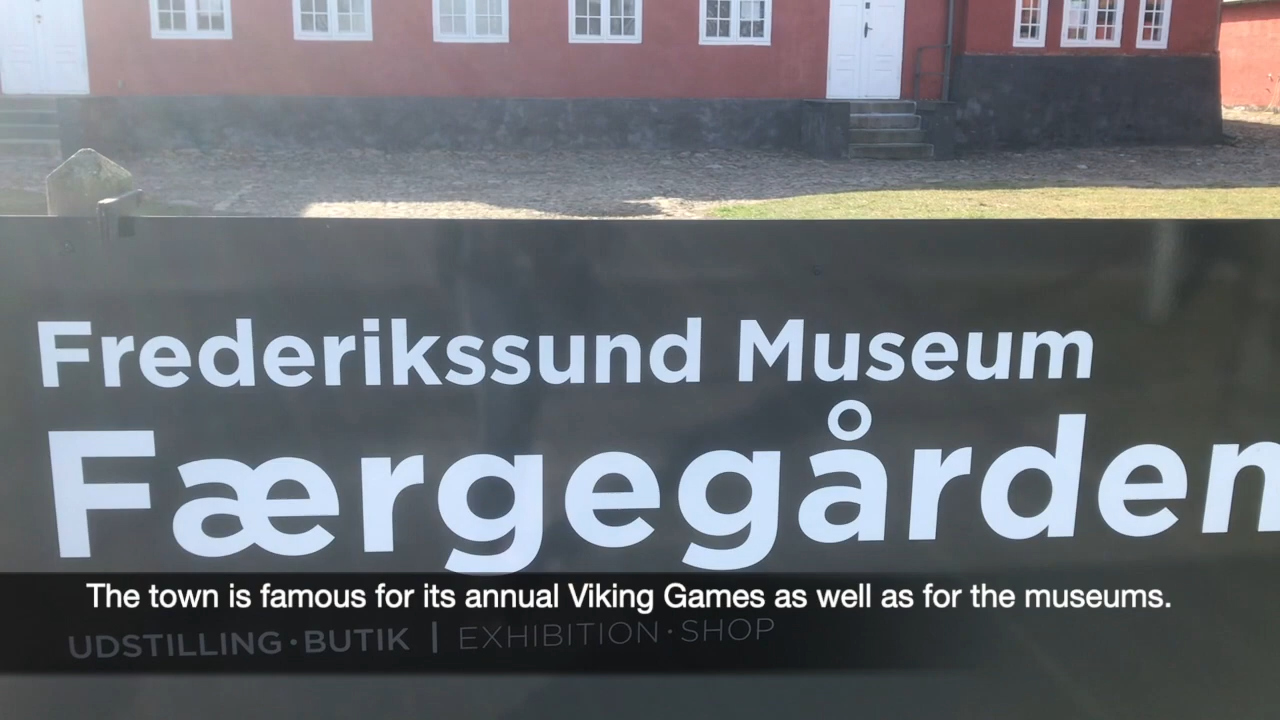 Frederikssund Museum
Færgegården
The town is famous for its annual Viking Games as well as for the museums.
UDSTILLING·BUTIK | EXHIBITION·SHOP